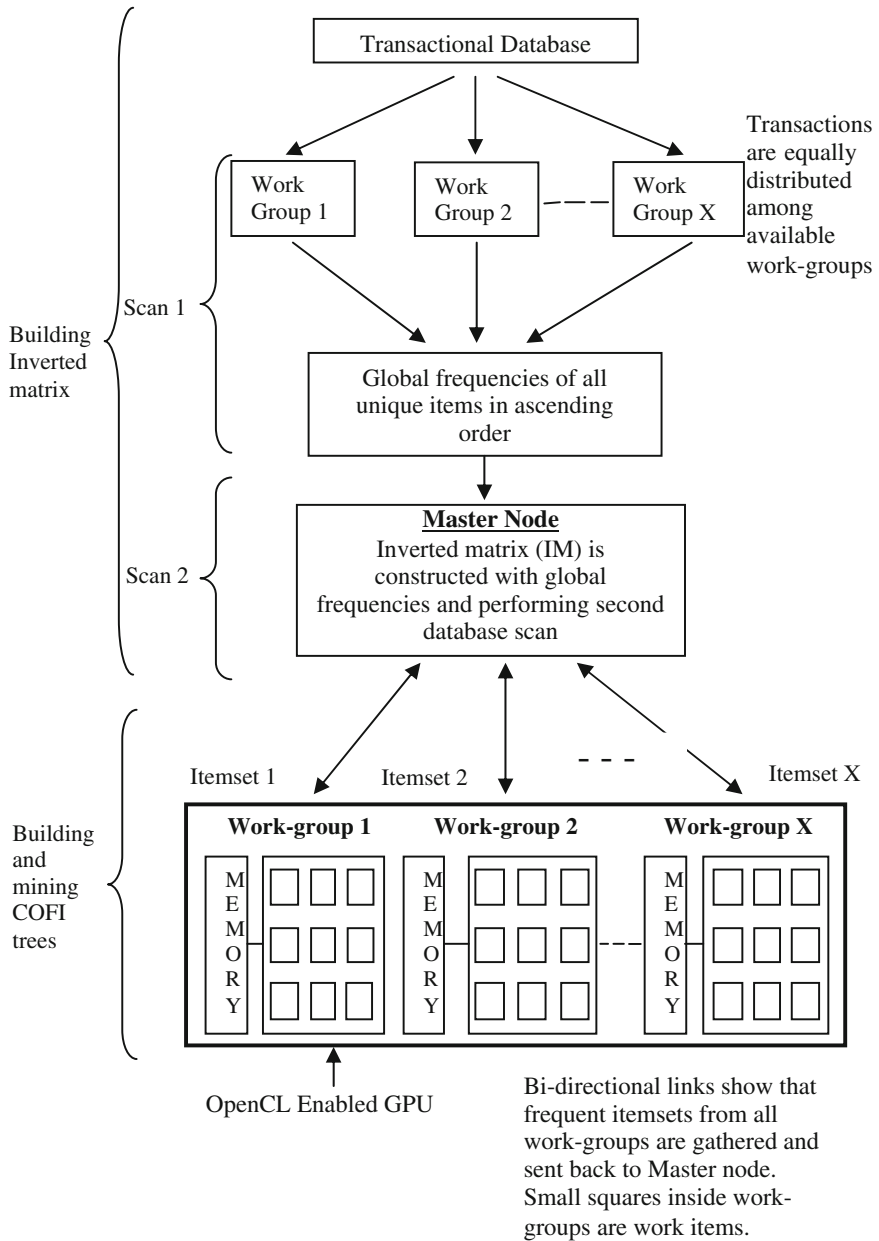 Transactional Database
Transactions
are equally
distributed
among
available
work-groups
Work
Group 1
Work
Group 2
Work
Group X
Scan 1
Building
Inverted
matrix
Global frequencies of all
unique items in ascending
order
Scan 2
Master Node
Inverted matrix (IM) is
constructed with global
frequencies and performing second
database scan
Itemset 1
Itemset 2
Itemset X
Building
and
mining
COFI
trees
Work-group 1
Work-group 2
Work-group X
MEMORY
MEMORY
MEMORY
OpenCL Enabled GPU
Bi-directional links show that
frequent itemsets from all
work-groups are gathered and
sent back to Master node.
Small squares inside work-
groups are work items.